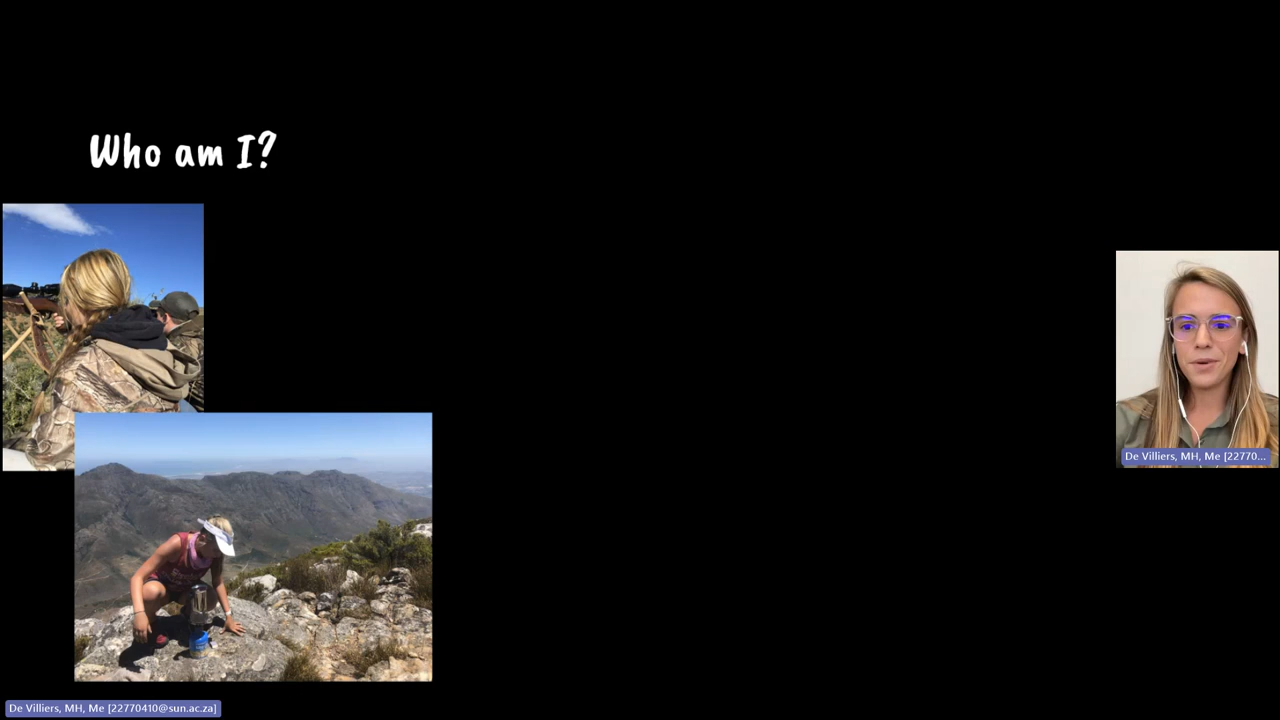 Who am I?
De Villiers, MH, Me [22770...
De Villiers, MH, Me [22770410@sun.ac.za]